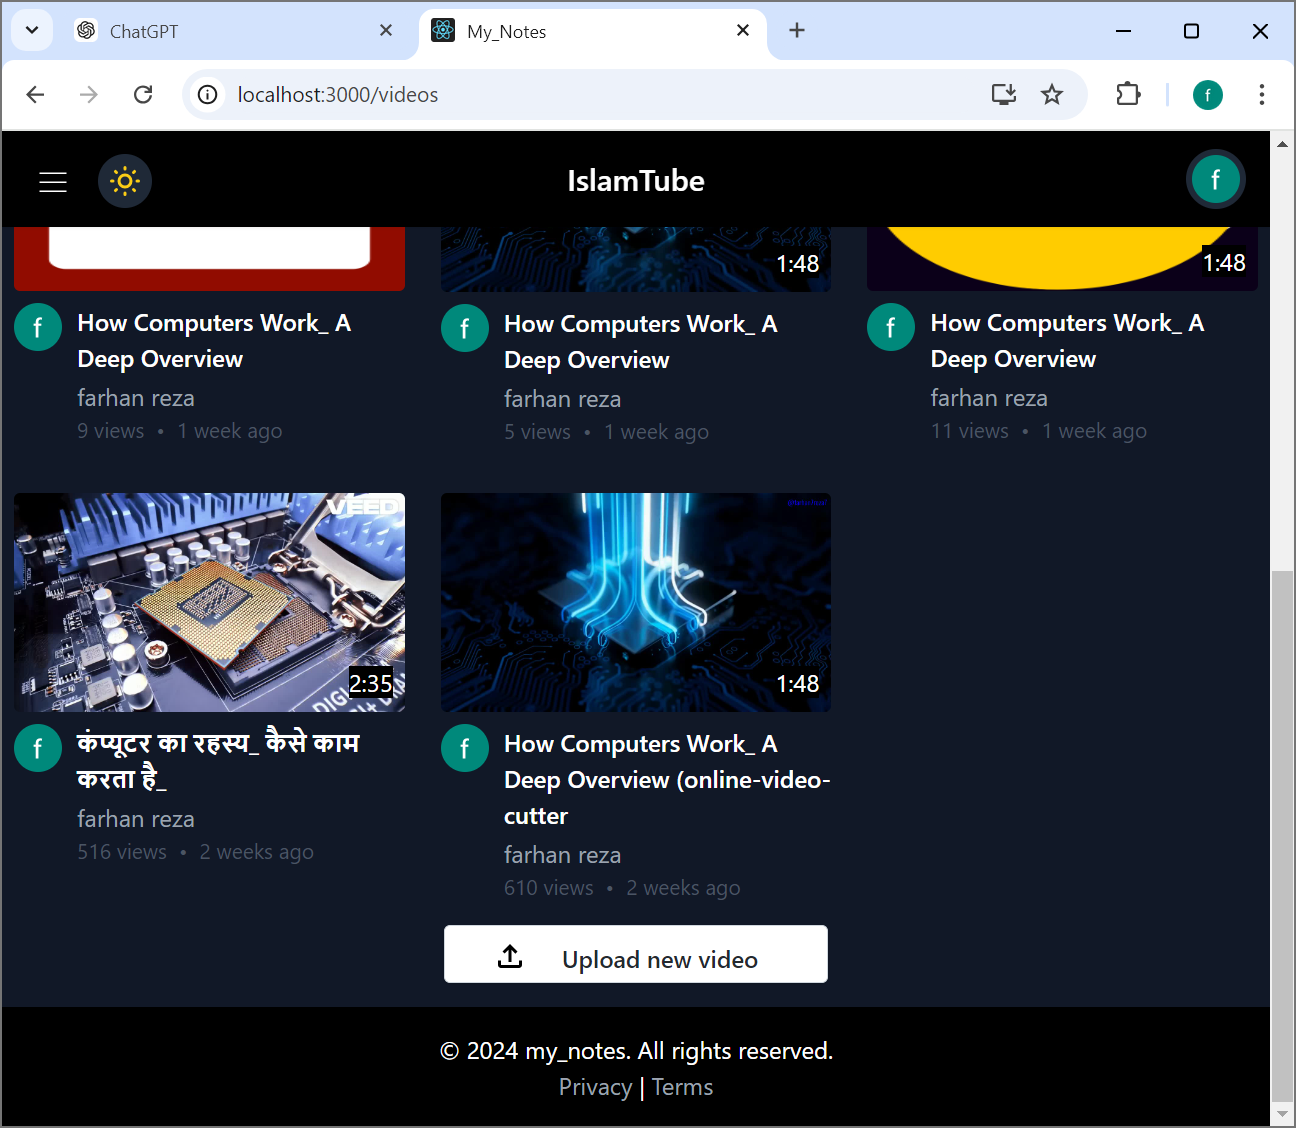 ChatGPT
My_Notes
localhost:3000/videos
f
IslamTube
f
1:48
1:48
f
How Computers Work_ A
Deep Overview
farhan reza
9 views • 1 week ago
f
How Computers Work_ A
Deep Overview
farhan reza
5 views • 1 week ago
f
How Computers Work_ A
Deep Overview
farhan reza
11 views • 1 week ago
VEED
2:35
1:48
f
कंप्यूटर का रहस्य_ कैसे काम
करता है_
farhan reza
516 views • 2 weeks ago
f
How Computers Work_ A
Deep Overview (online-video-
cutter
farhan reza
610 views • 2 weeks ago
Upload new video
© 2024 my_notes. All rights reserved.
Privacy | Terms